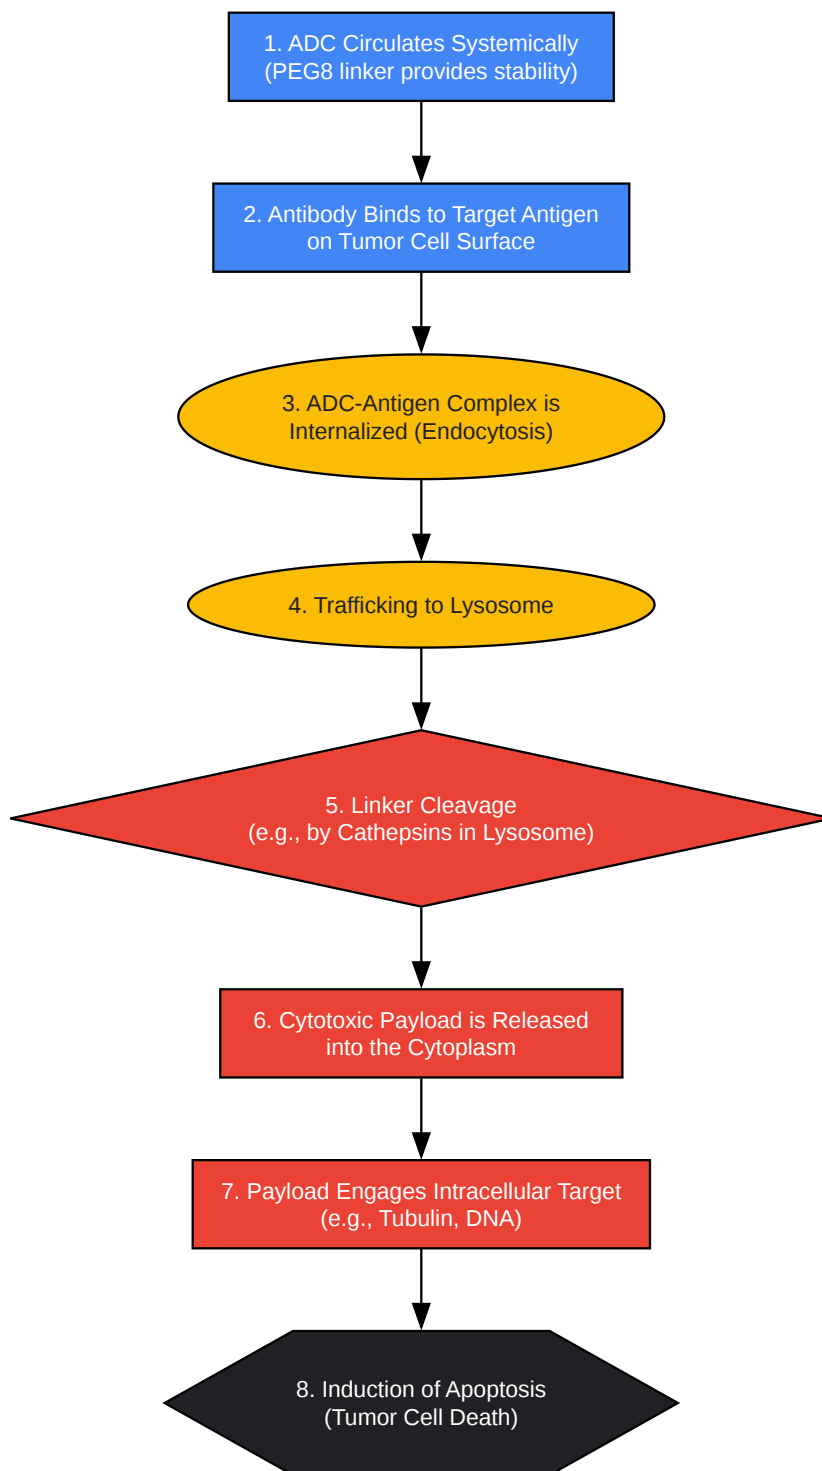 1. ADC Circulates Systemically
(PEG8 linker provides stability)
2. Antibody Binds to Target Antigen
on Tumor Cell Surface
3. ADC-Antigen Complex is
Internalized (Endocytosis)
4. Trafficking to Lysosome
5. Linker Cleavage
(e.g., by Cathepsins in Lysosome)
6. Cytotoxic Payload is Released
into the Cytoplasm
7. Payload Engages Intracellular Target
(e.g., Tubulin, DNA)
8. Induction of Apoptosis
(Tumor Cell Death)